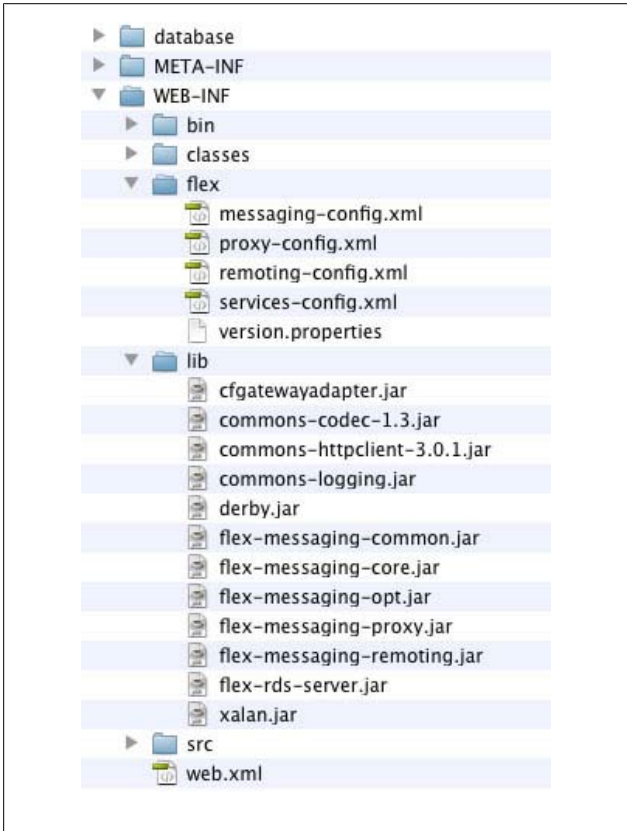 database
META-INF
WEB-INF
bin
classes
flex
messaging-config.xml
proxy-config.xml
remoting-config.xml
services-config.xml
version.properties
lib
cfgatewayadapter.jar
commons-codec-1.3.jar
commons-httpclient-3.0.1.jar
commons-logging.jar
derby.jar
flex-messaging-common.jar
flex-messaging-core.jar
flex-messaging-opt.jar
flex-messaging-proxy.jar
flex-messaging-remoting.jar
flex-rds-server.jar
xalan.jar
src
web.xml